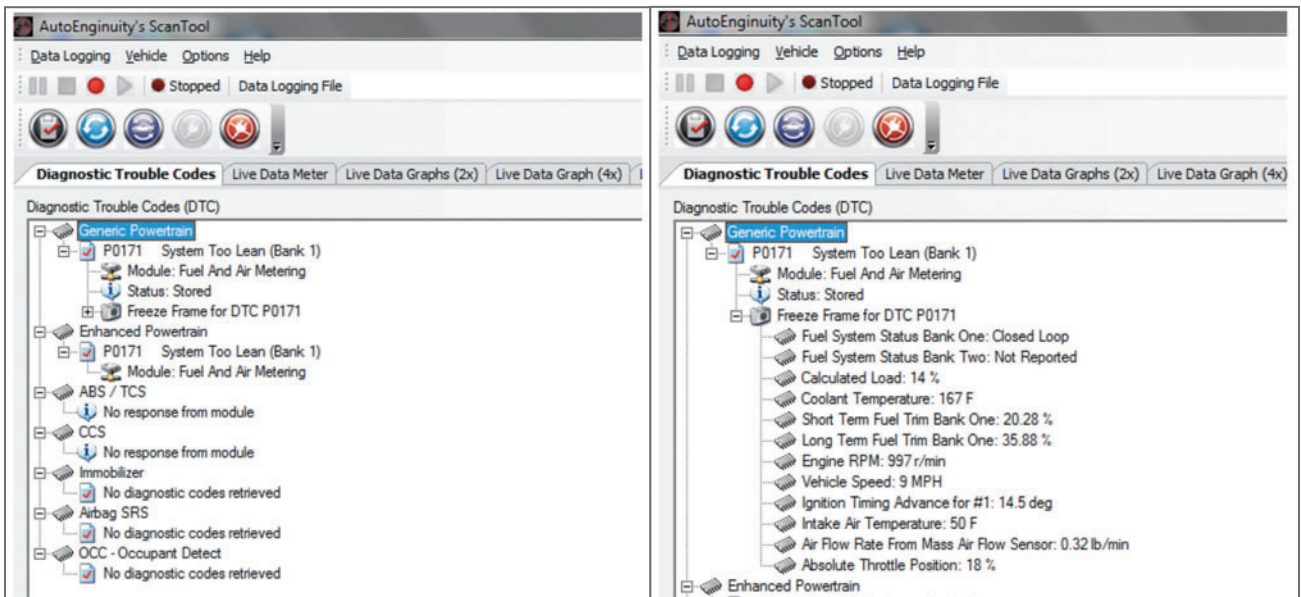 AutoEnginuity's ScanTool
Data Logging Vehicle Options Help
Stopped Data Logging File
Diagnostic Trouble Codes Live Data Meter Live Data Graphs (2x) Live Data Graph (4x)
Diagnostic Trouble Codes (DTC)
Generic Powertrain
P0171 System Too Lean (Bank 1)
Module: Fuel And Air Metering
Status: Stored
Freeze Frame for DTC P0171
Enhanced Powertrain
P0171 System Too Lean (Bank 1)
Module: Fuel And Air Metering
ABS / TCS
No response from module
CCS
No response from module
Immobilizer
No diagnostic codes retrieved
Airbag SRS
No diagnostic codes retrieved
OCC - Occupant Detect
No diagnostic codes retrieved
AutoEnginuity's ScanTool
Data Logging Vehicle Options Help
Stopped Data Logging File
Diagnostic Trouble Codes Live Data Meter Live Data Graphs (2x) Live Data Graph (4x)
Diagnostic Trouble Codes (DTC)
Generic Powertrain
P0171 System Too Lean (Bank 1)
Module: Fuel And Air Metering
Status: Stored
Freeze Frame for DTC P0171
Fuel System Status Bank One: Closed Loop
Fuel System Status Bank Two: Not Reported
Calculated Load: 14 %
Coolant Temperature: 167 F
Short Term Fuel Trim Bank One: 20.28 %
Long Term Fuel Trim Bank One: 35.88 %
Engine RPM: 997 r/min
Vehicle Speed: 9 MPH
Ignition Timing Advance for #1: 14.5 deg
Intake Air Temperature: 50 F
Air Flow Rate From Mass Air Flow Sensor: 0.32 lb/min
Absolute Throttle Position: 18 %
Enhanced Powertrain